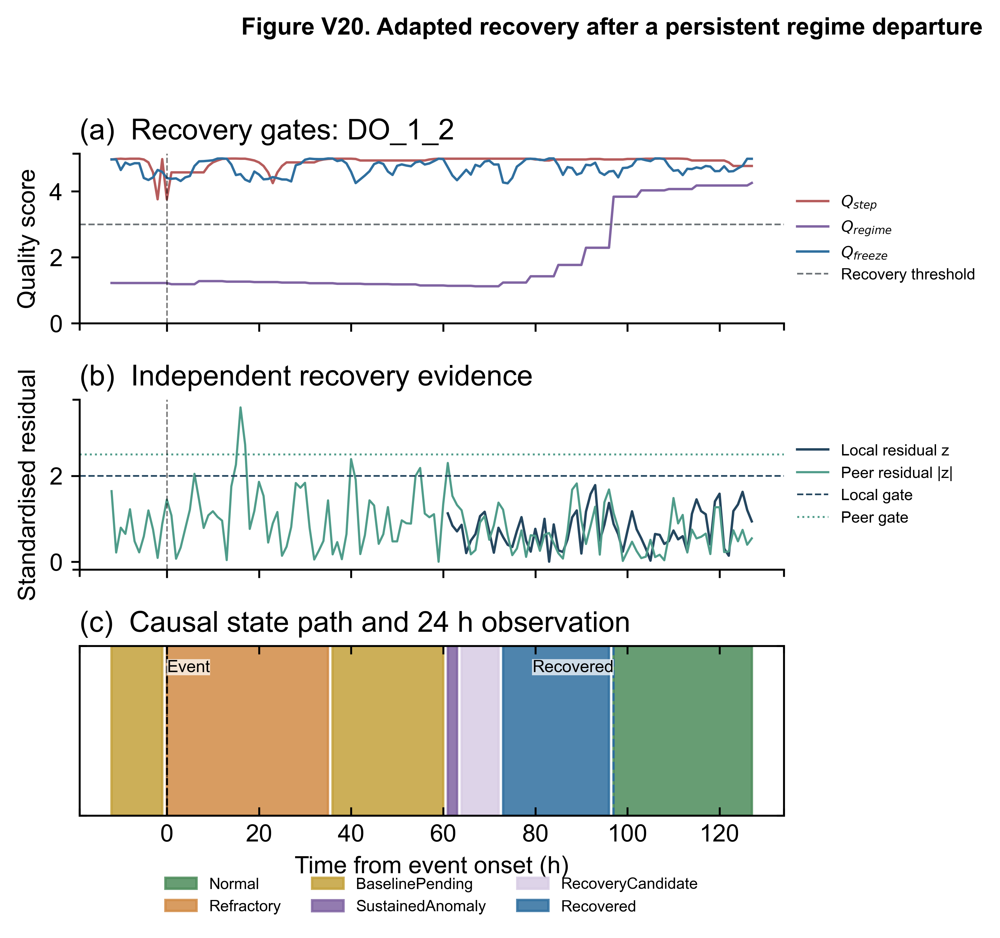 Figure V20. Adapted recovery after a persistent regime departure
(a) Recovery gates: DO_1_2
Quality score
4
2
0
Q_step
Q_regime
Q_freeze
Recovery threshold
(b) Independent recovery evidence
Standardised residual
2
0
Local residual z
Peer residual |z|
Local gate
Peer gate
(c) Causal state path and 24 h observation
Event
Recovered
0 20 40 60 80 100 120
Time from event onset (h)
Normal BaselinePending RecoveryCandidate
Refractory SustainedAnomaly Recovered